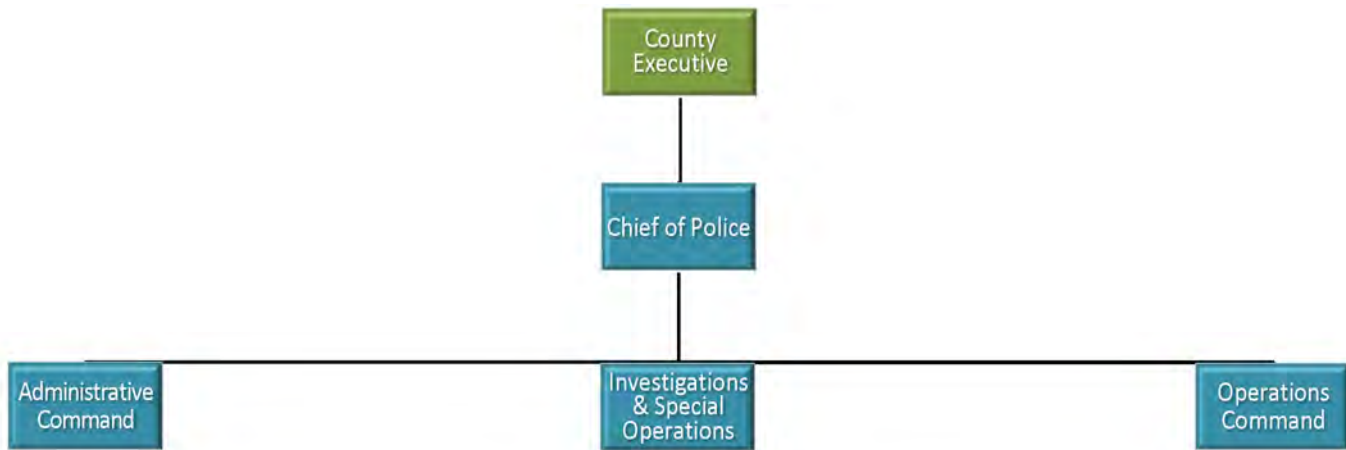 County
Executive
Chief of Police
Administrative
Command
Investigations
& Special
Operations
Operations
Command